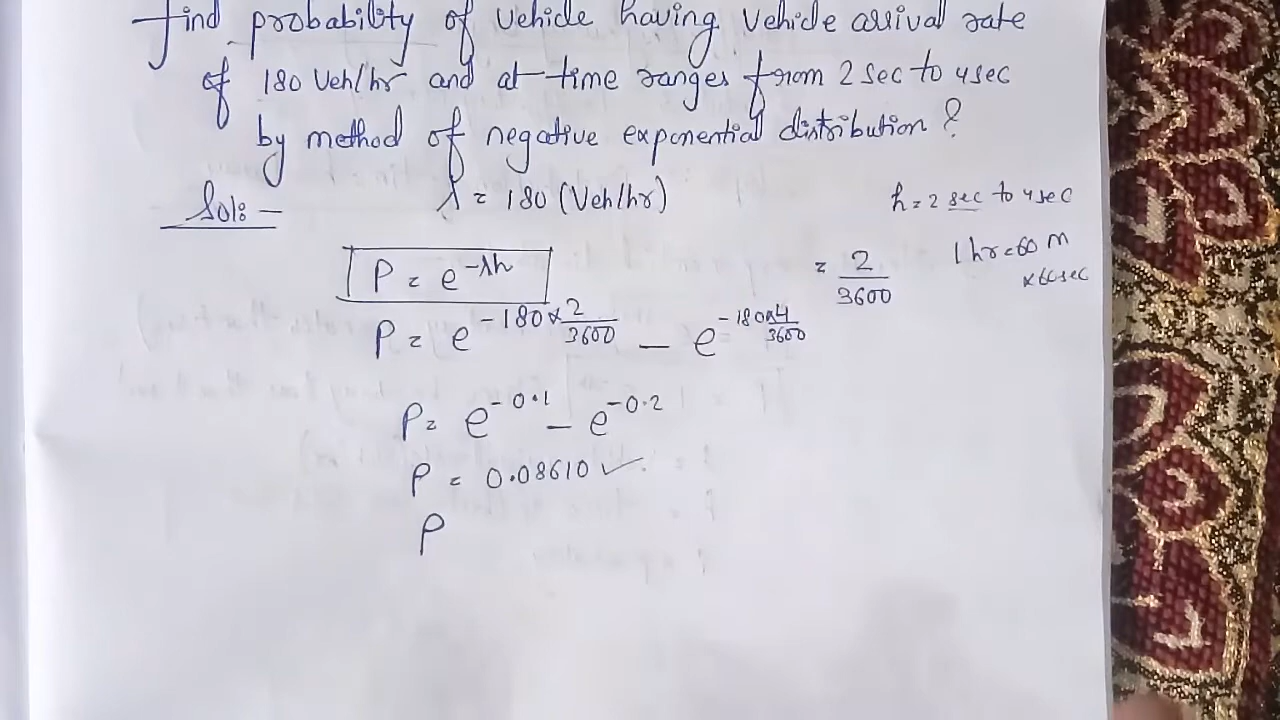 Find probability of vehicle having vehicle arrival rate
of 180 Veh/hr and at time ranges from 2 sec to 4 sec
by method of negative exponential distribution ?
Sol:- λ = 180 (Veh/hr) h = 2 sec to 4 sec
P = e^-λh = 2/3600 1 hr = 60 m
× 60 sec
P = e^-180×2/3600 - e^-180×4/3600
P = e^-0.1 - e^-0.2
P = 0.08610 ✓.
P